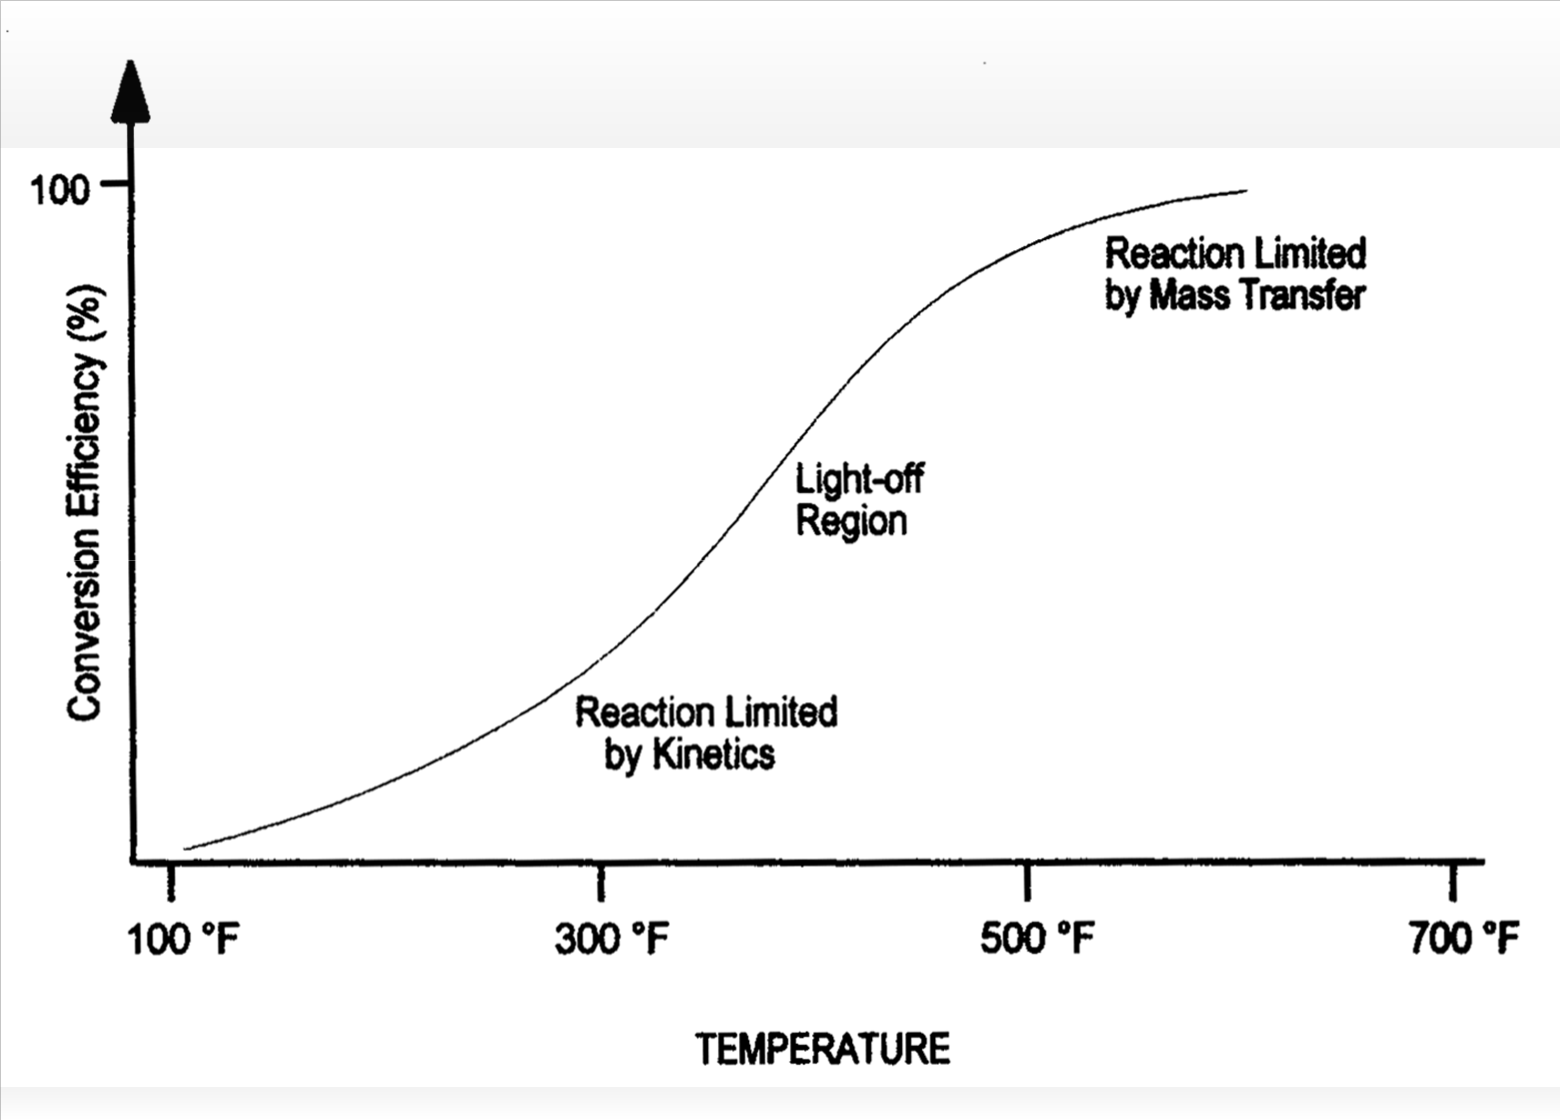 100
Conversion Efficiency (%)
Reaction Limited
by Mass Transfer
Light-off
Region
Reaction Limited
by Kinetics
100 °F
300 °F
500 °F
700 °F
TEMPERATURE